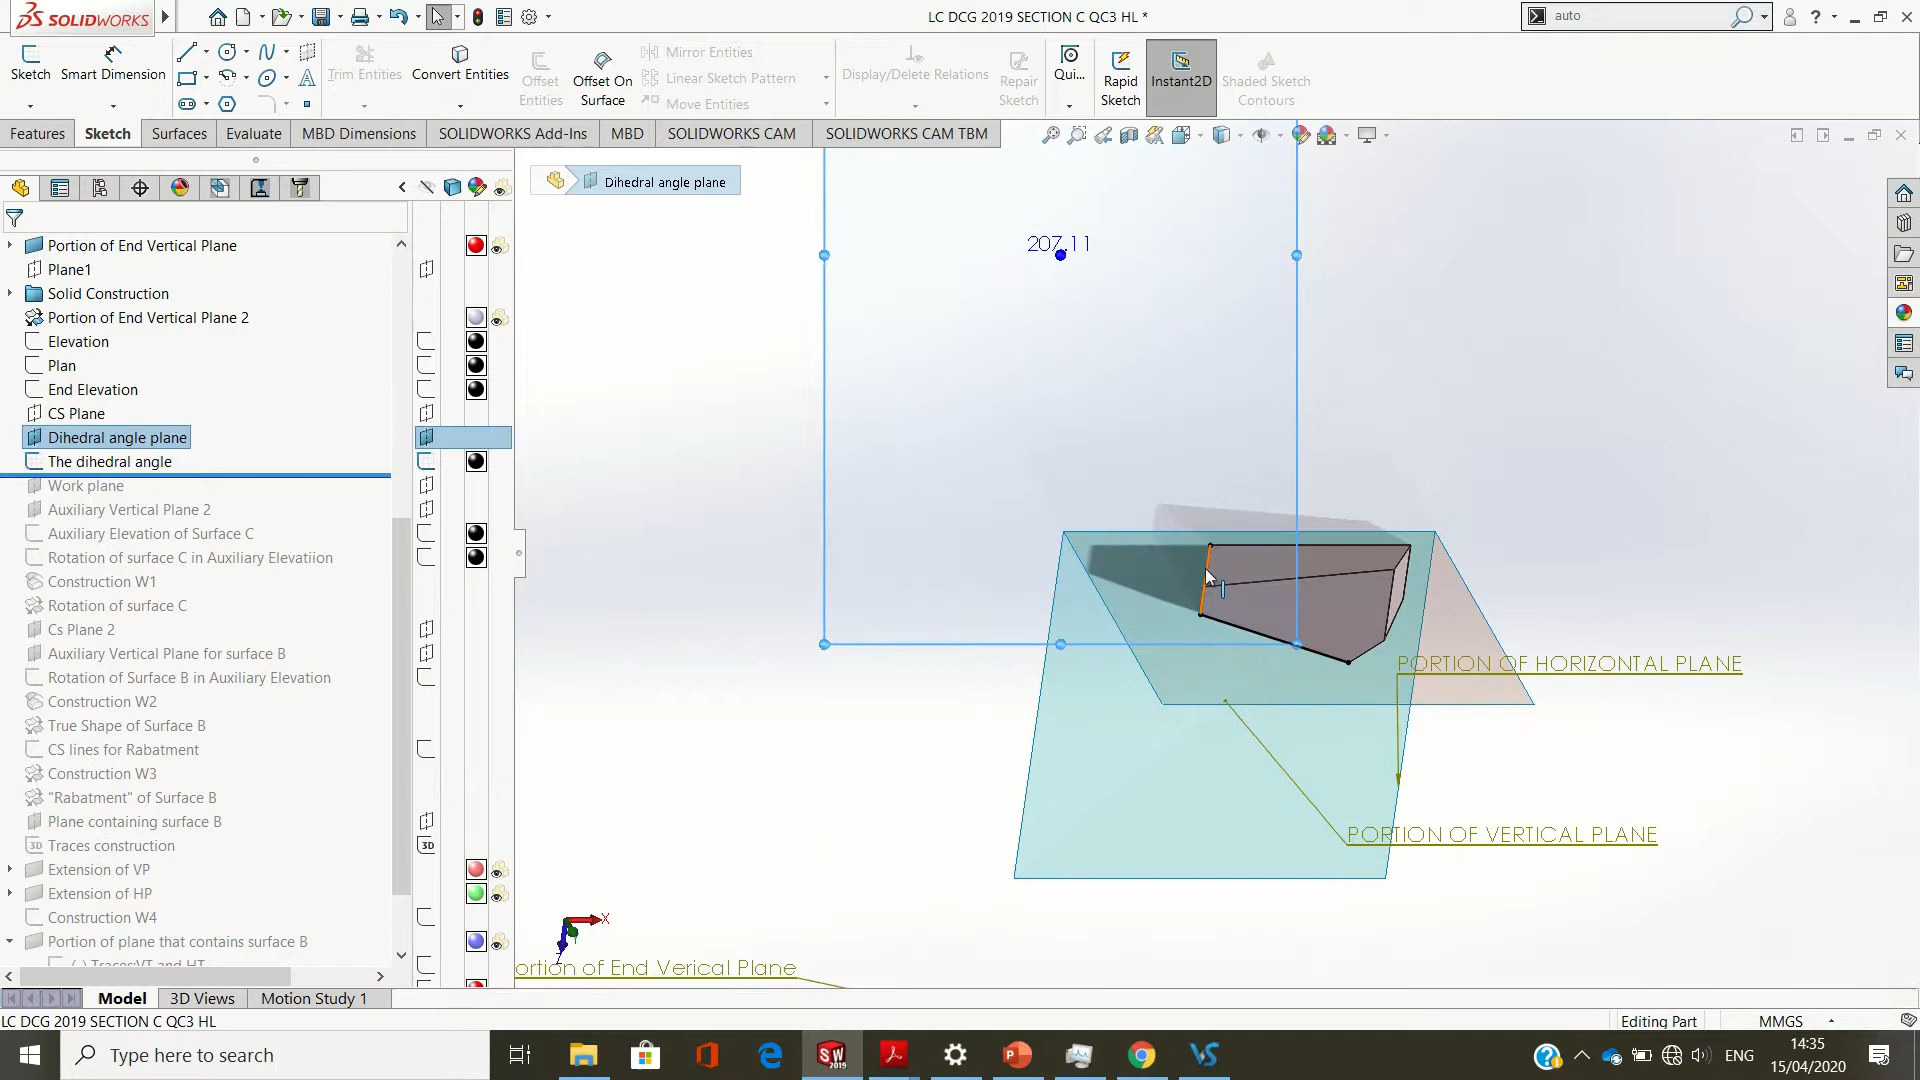 SOLIDWORKS
LC DCG 2019 SECTION C QC3 HL *
auto
Sketch
Smart Dimension
Trim Entities
Convert Entities
Offset Entities
Offset On Surface
Mirror Entities
Linear Sketch Pattern
Move Entities
Display/Delete Relations
Repair Sketch
Qui...
Rapid Sketch
Instant2D
Shaded Sketch Contours
Features
Sketch
Surfaces
Evaluate
MBD Dimensions
SOLIDWORKS Add-Ins
MBD
SOLIDWORKS CAM
SOLIDWORKS CAM TBM
Dihedral angle plane
Portion of End Vertical Plane
Plane1
Solid Construction
Portion of End Vertical Plane 2
Elevation
Plan
End Elevation
CS Plane
Dihedral angle plane
The dihedral angle
Work plane
Auxiliary Vertical Plane 2
Auxiliary Elevation of Surface C
Rotation of surface C in Auxiliary Elevatiion
Construction W1
Rotation of surface C
Cs Plane 2
Auxiliary Vertical Plane for surface B
Rotation of Surface B in Auxiliary Elevation
Construction W2
True Shape of Surface B
CS lines for Rabatment
Construction W3
"Rabatment" of Surface B
Plane containing surface B
3D Traces construction
3D
Extension of VP
Extension of HP
Construction W4
Portion of plane that contains surface B
(-) Traces:VT and HT
207.11
PORTION OF HORIZONTAL PLANE
PORTION OF VERTICAL PLANE
X
Z
ortion of End Verical Plane
Model
3D Views
Motion Study 1
LC DCG 2019 SECTION C QC3 HL
Editing Part
MMGS
Type here to search
SW
2019
ENG
14:35
15/04/2020